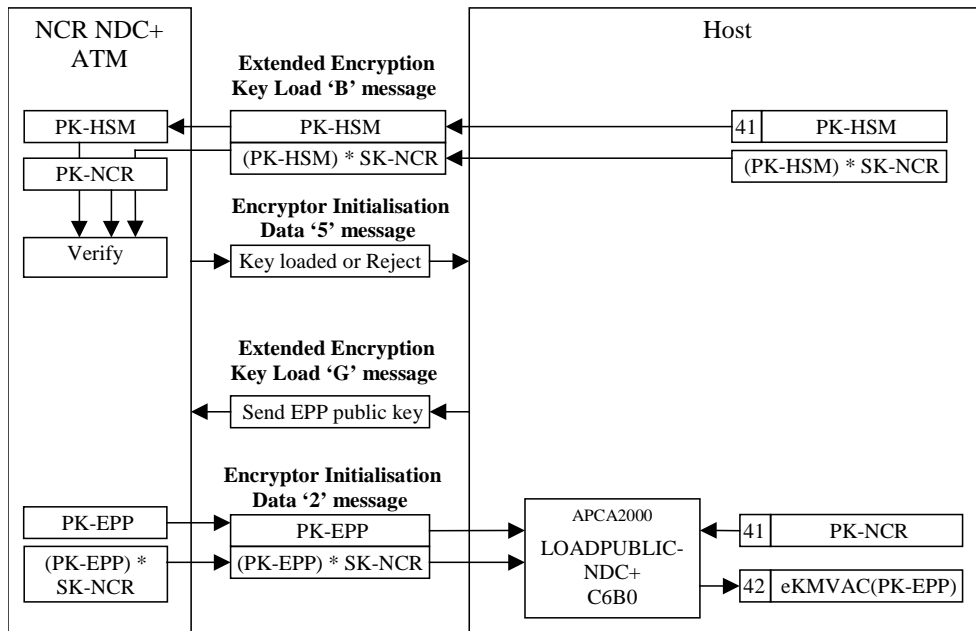 NCR NDC+
ATM
Host
Extended Encryption
Key Load ‘B’ message
PK-HSM
PK-HSM
41 PK-HSM
PK-NCR
(PK-HSM) * SK-NCR
(PK-HSM) * SK-NCR
Encryptor Initialisation
Data ‘5’ message
Verify
Key loaded or Reject
Extended Encryption
Key Load ‘G’ message
Send EPP public key
Encryptor Initialisation
Data ‘2’ message
PK-EPP
PK-EPP
(PK-EPP) *
SK-NCR
(PK-EPP) * SK-NCR
APCA2000
LOADPUBLIC-
NDC+
C6B0
41 PK-NCR
42 eKMVAC(PK-EPP)